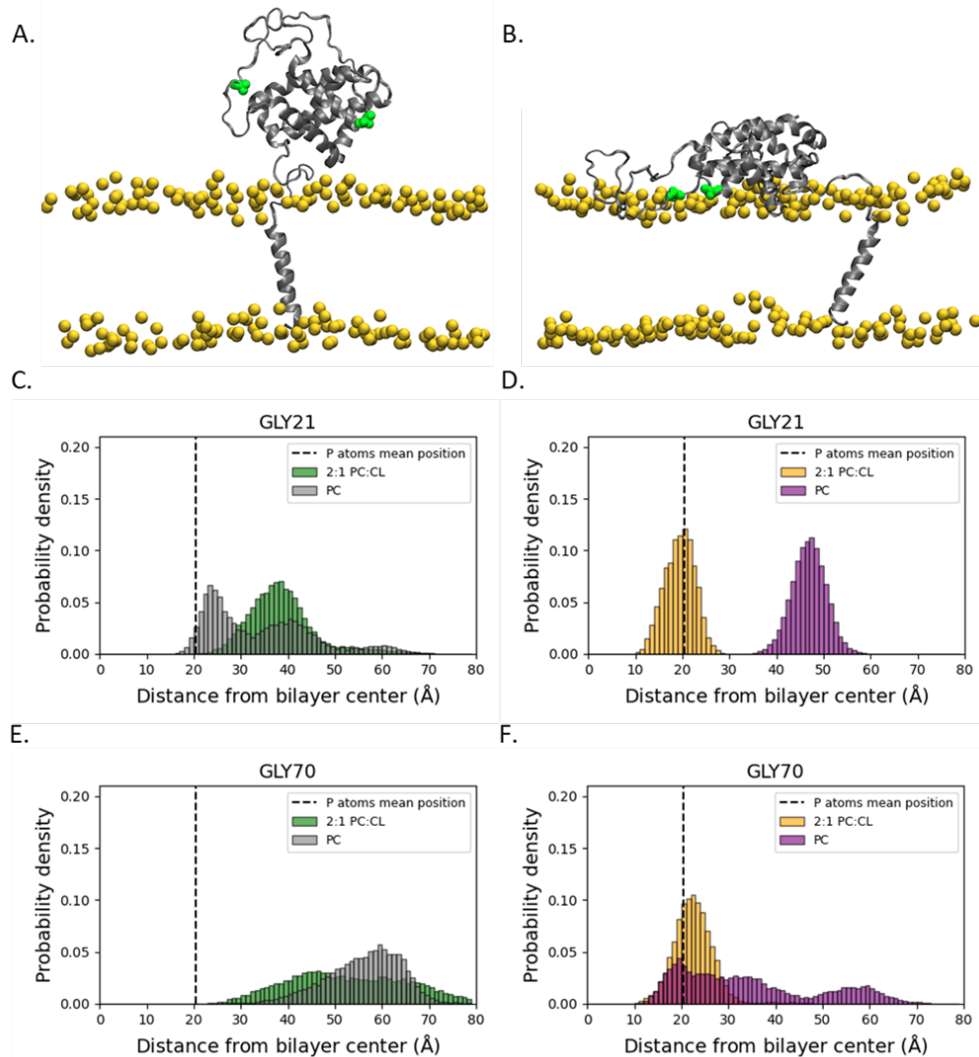 A.
B.
C.
D.
GLY21
P atoms mean position
2:1 PC:CL
PC
Probability density
0.20
0.15
0.10
0.05
0.00
0 10 20 30 40 50 60 70 80
Distance from bilayer center (Å)
GLY21
P atoms mean position
2:1 PC:CL
PC
Probability density
0.20
0.15
0.10
0.05
0.00
0 10 20 30 40 50 60 70 80
Distance from bilayer center (Å)
E.
F.
GLY70
P atoms mean position
2:1 PC:CL
PC
Probability density
0.20
0.15
0.10
0.05
0.00
0 10 20 30 40 50 60 70 80
Distance from bilayer center (Å)
GLY70
P atoms mean position
2:1 PC:CL
PC
Probability density
0.20
0.15
0.10
0.05
0.00
0 10 20 30 40 50 60 70 80
Distance from bilayer center (Å)